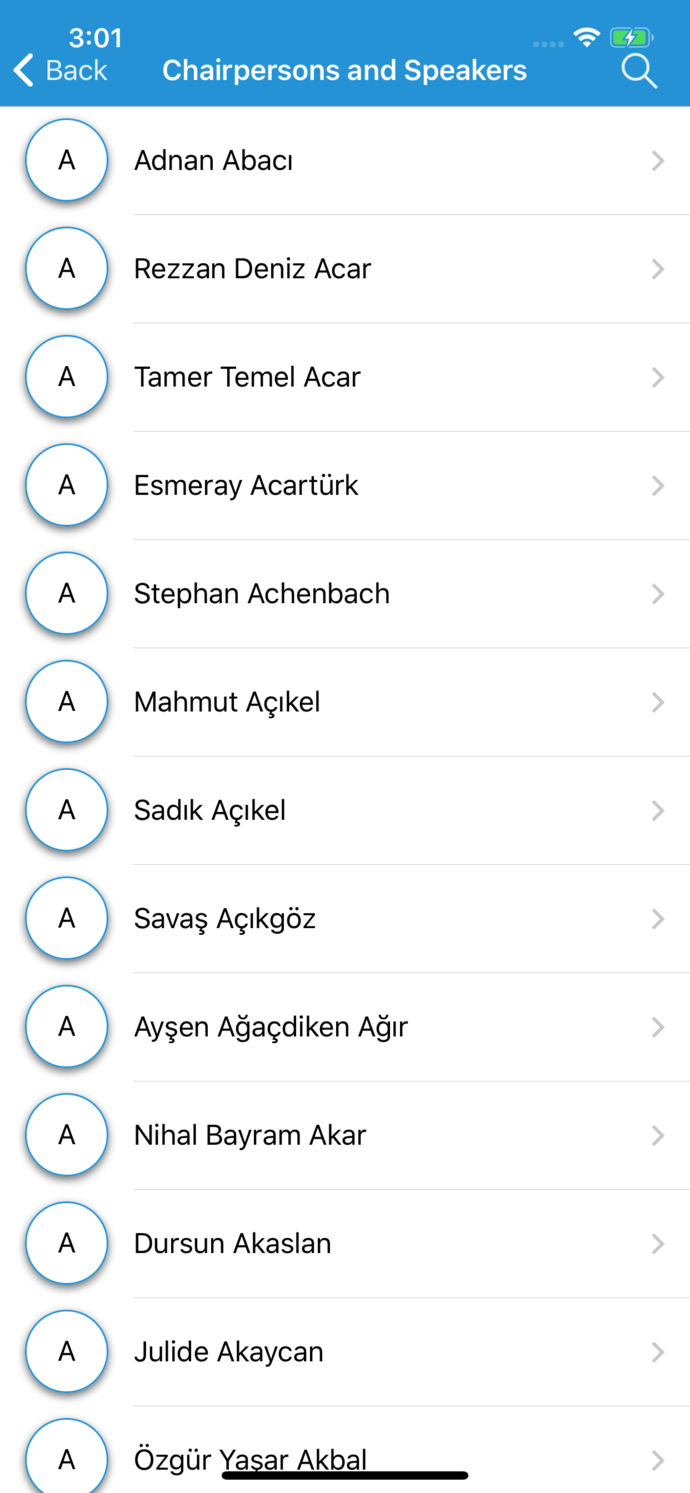 3:01
Back Chairpersons and Speakers
A Adnan Abacı
A Rezzan Deniz Acar
A Tamer Temel Acar
A Esmeray Acartürk
A Stephan Achenbach
A Mahmut Açıkel
A Sadık Açıkel
A Savaş Açıkgöz
A Ayşen Ağaçdiken Ağır
A Nihal Bayram Akar
A Dursun Akaslan
A Julide Akaycan
A Özgür Yaşar Akbal